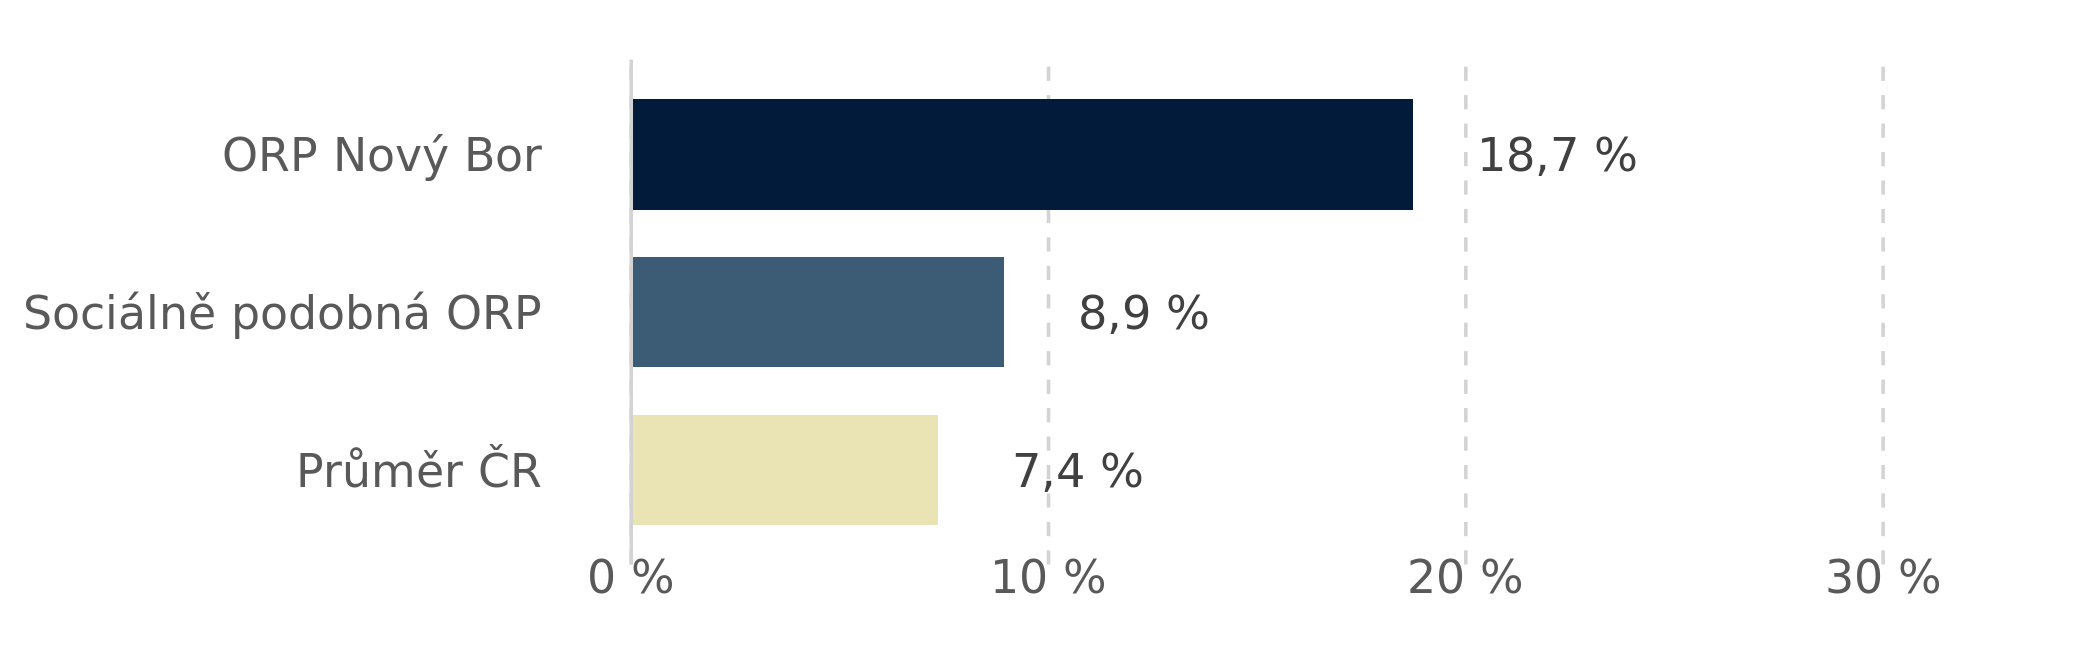 ORP Nový Bor
18,7 %
Sociálně podobná ORP
8,9 %
Průměr ČR
7,4 %
0 %
10 %
20 %
30 %